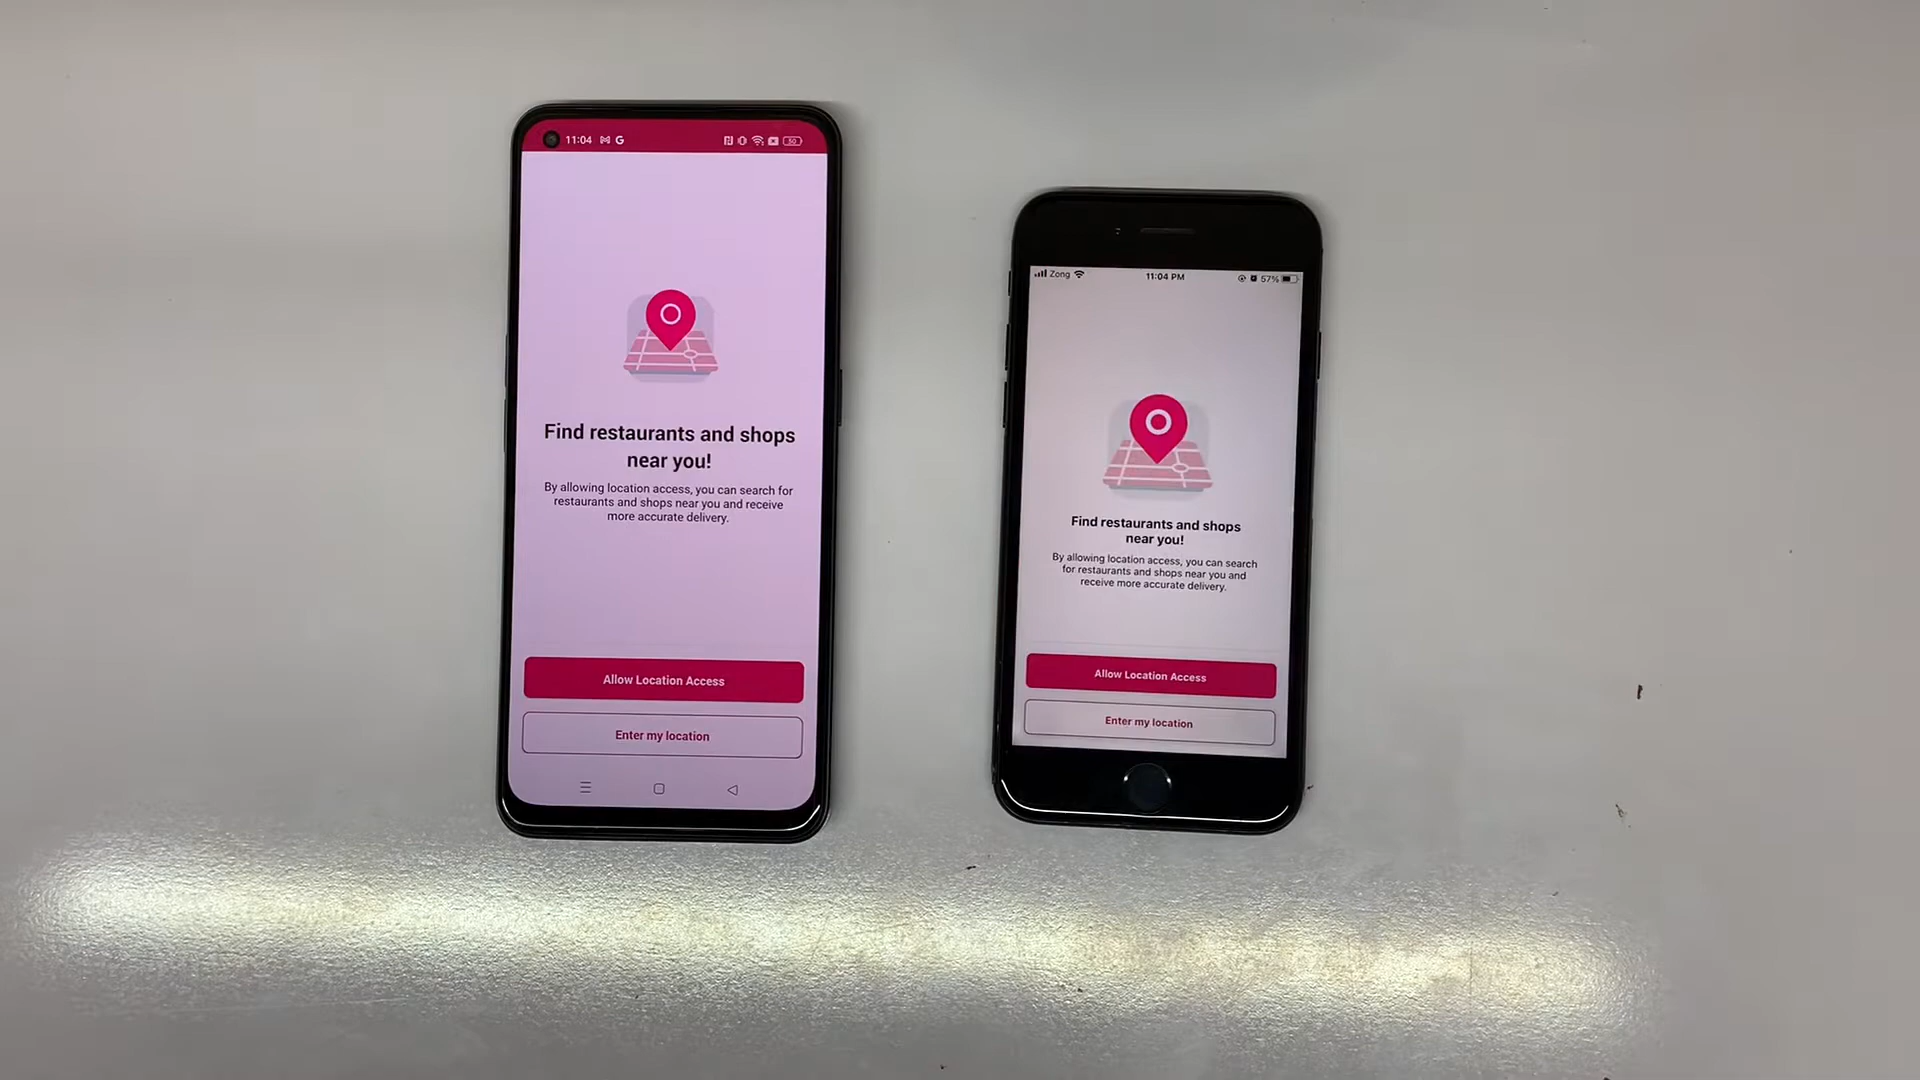 11:04
50
Find restaurants and shops
near you!
By allowing location access, you can search for
restaurants and shops near you and receive
more accurate delivery.
Allow Location Access
Enter my location
Zong 11:04 PM 57%
Find restaurants and shops
near you!
By allowing location access, you can search
for restaurants and shops near you and
receive more accurate delivery.
Allow Location Access
Enter my location